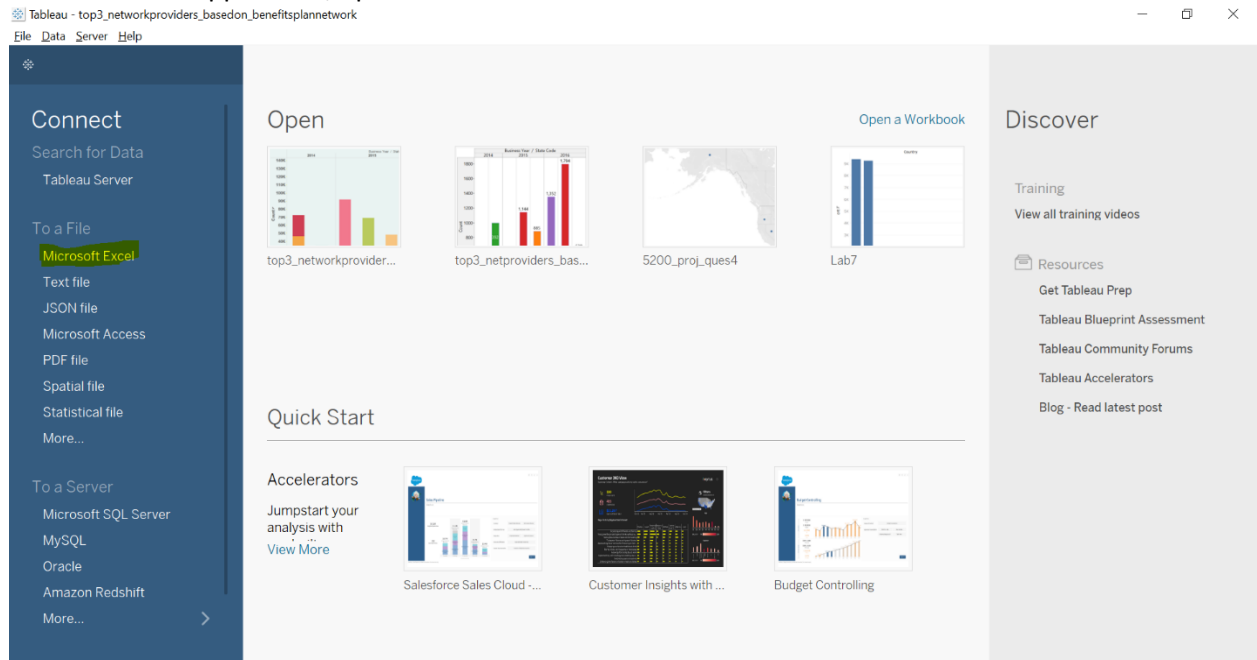 Tableau - top3_networkproviders_basedon_benefitsplannetwork
File Data Server Help
Connect
Search for Data
Tableau Server
To a File
Microsoft Excel
Text file
JSON file
Microsoft Access
PDF file
Spatial file
Statistical file
More...
To a Server
Microsoft SQL Server
MySQL
Oracle
Amazon Redshift
More...
Open
Open a Workbook
top3_networkprovider...
top3_netproviders_bas...
5200_proj_ques4
Lab7
Quick Start
Accelerators
Jumpstart your
analysis with
View More
Salesforce Sales Cloud -...
Customer Insights with ...
Budget Controlling
Discover
Training
View all training videos
Resources
Get Tableau Prep
Tableau Blueprint Assessment
Tableau Community Forums
Tableau Accelerators
Blog - Read latest post